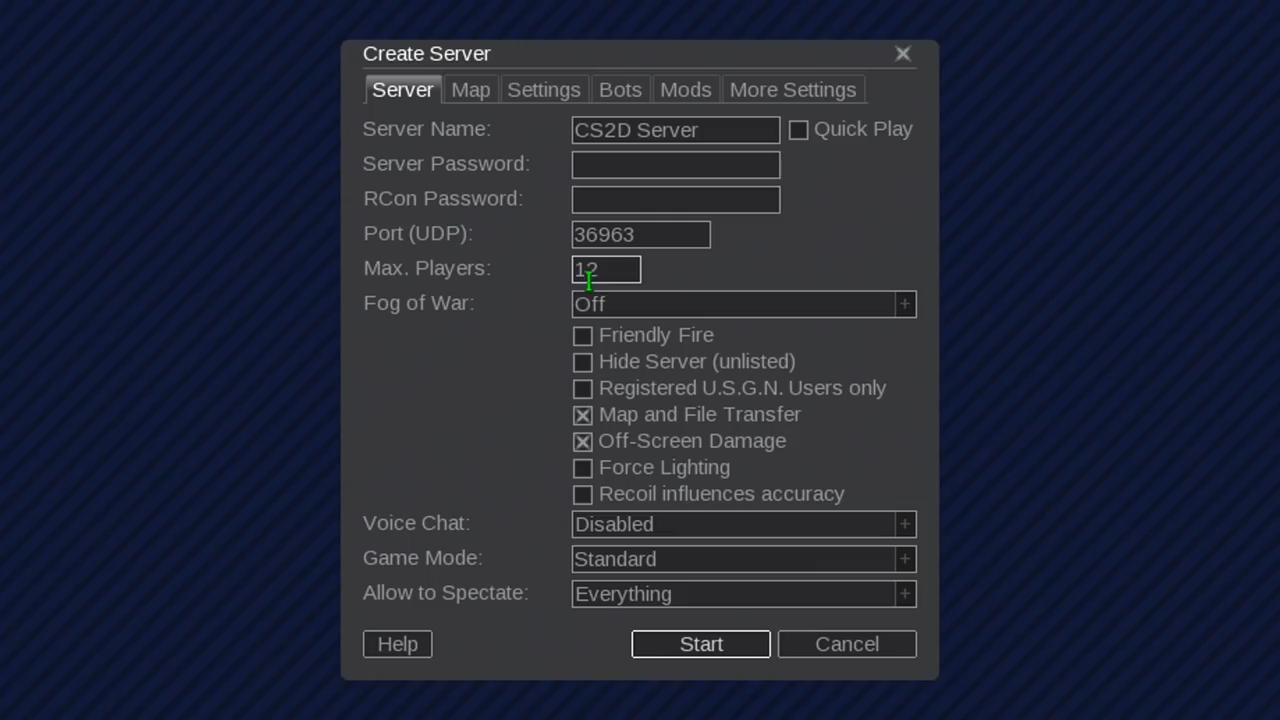 Create Server
Server Map Settings Bots Mods More Settings
Server Name: CS2D Server Quick Play
Server Password:
RCon Password:
Port (UDP): 36963
Max. Players: 12
Fog of War: Off +
Friendly Fire
Hide Server (unlisted)
Registered U.S.G.N. Users only
Map and File Transfer
Off-Screen Damage
Force Lighting
Recoil influences accuracy
Voice Chat: Disabled +
Game Mode: Standard +
Allow to Spectate: Everything +
Help Start Cancel